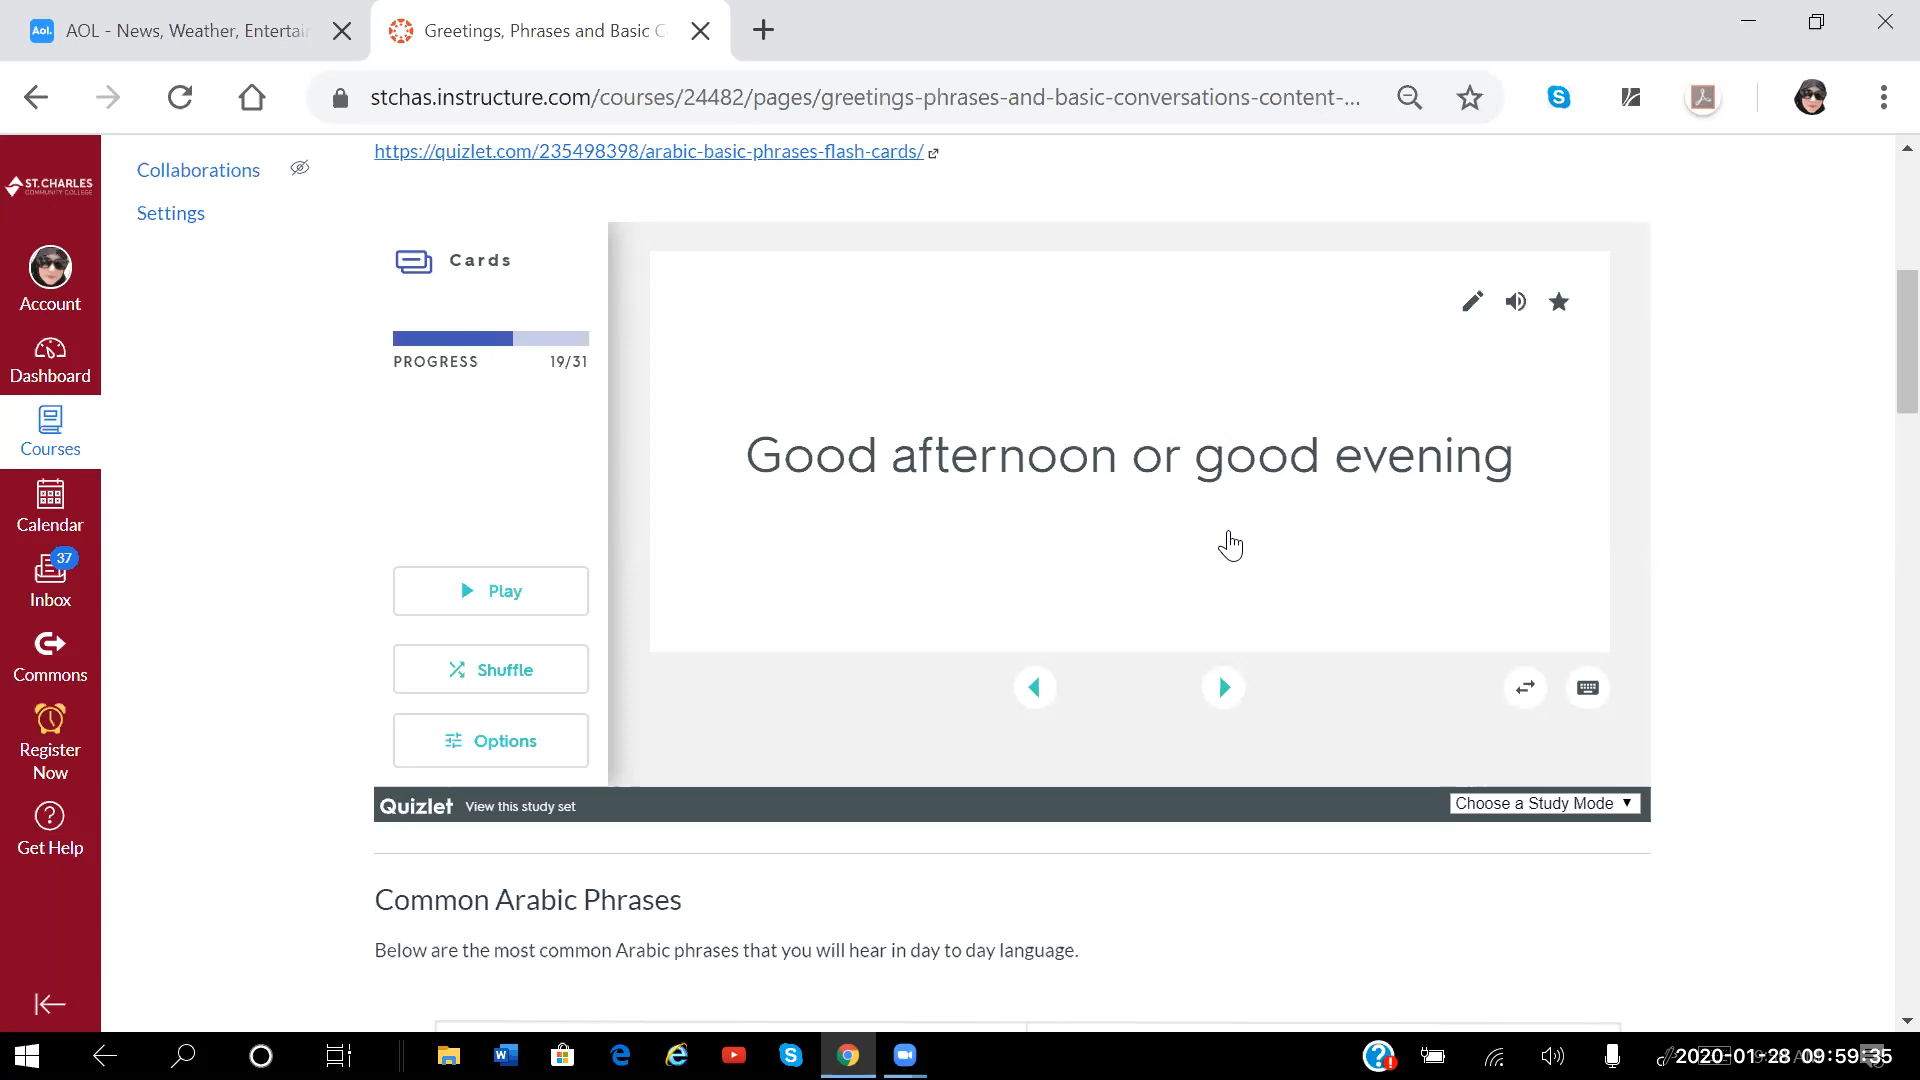 AOL - News, Weather, Entertai
Greetings, Phrases and Basic C
stchas.instructure.com/courses/24482/pages/greetings-phrases-and-basic-conversations-content-...
ST.CHARLES
COMMUNITY COLLEGE
Account
Dashboard
Courses
Calendar
37
Inbox
Commons
Register
Now
Get Help
Collaborations
Settings
https://quizlet.com/235498398/arabic-basic-phrases-flash-cards/
Cards
PROGRESS 19/31
Play
Shuffle
Options
Good afternoon or good evening
Quizlet View this study set
Choose a Study Mode
Common Arabic Phrases
Below are the most common Arabic phrases that you will hear in day to day language.
2020-01-28 09:59:35